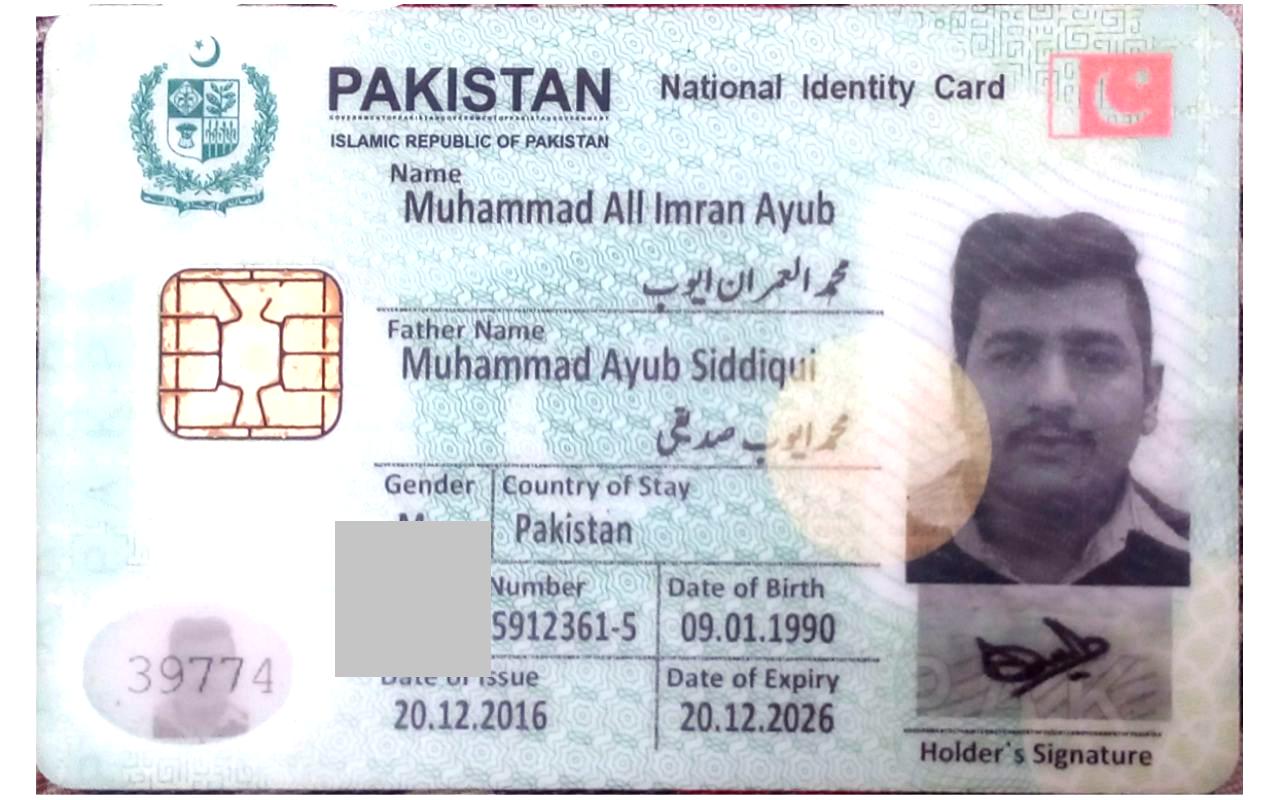 PAKISTAN National Identity Card
ISLAMIC REPUBLIC OF PAKISTAN
Name
Muhammad All Imran Ayub
محمد العمران ایوب
Father Name
Muhammad Ayub Siddiqui
محمد ایوب صدیقی
Gender Country of Stay
Pakistan
Number Date of Birth
5912361-5 09.01.1990
Date of Issue Date of Expiry
20.12.2016 20.12.2026
39774
Holder's Signature